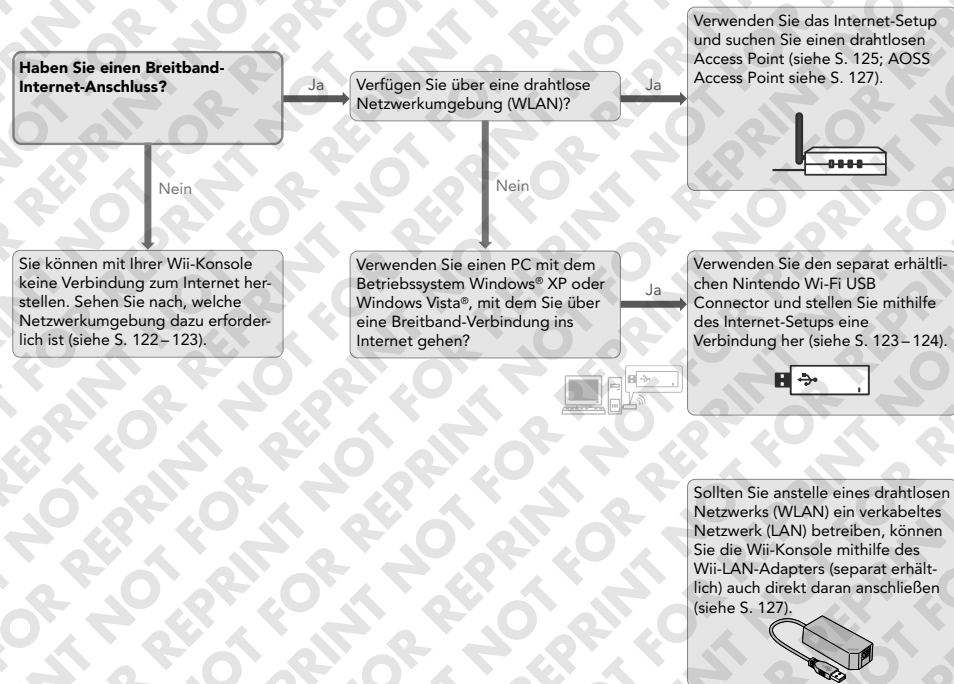 Haben Sie einen Breitband-
Internet-Anschluss?
Ja
Verfügen Sie über eine drahtlose
Netzwerkumgebung (WLAN)?
Ja
Verwenden Sie das Internet-Setup
und suchen Sie einen drahtlosen
Access Point (siehe S. 125; AOSS
Access Point siehe S. 127).
Nein
Nein
Sie können mit Ihrer Wii-Konsole
keine Verbindung zum Internet her-
stellen. Sehen Sie nach, welche
Netzwerkumgebung dazu erforder-
lich ist (siehe S. 122–123).
Verwenden Sie einen PC mit dem
Betriebssystem Windows® XP oder
Windows Vista®, mit dem Sie über
eine Breitband-Verbindung ins
Internet gehen?
Ja
Verwenden Sie den separat erhältli-
chen Nintendo Wi-Fi USB
Connector und stellen Sie mithilfe
des Internet-Setups eine
Verbindung her (siehe S. 123–124).
Sollten Sie anstelle eines drahtlosen
Netzwerks (WLAN) ein verkabeltes
Netzwerk (LAN) betreiben, können
Sie die Wii-Konsole mithilfe des
Wii-LAN-Adapters (separat erhält-
lich) auch direkt daran anschließen
(siehe S. 127).
NOT FOR REPRINT